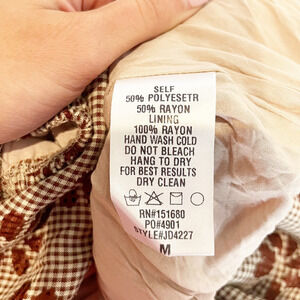 SELF
50% POLYESETR
50% RAYON
LINING
100% RAYON
HAND WASH COLD
DO NOT BLEACH
HANG TO DRY
FOR BEST RESULTS
DRY CLEAN
RN#151680
PO#4901
STYLE#JD4227
M